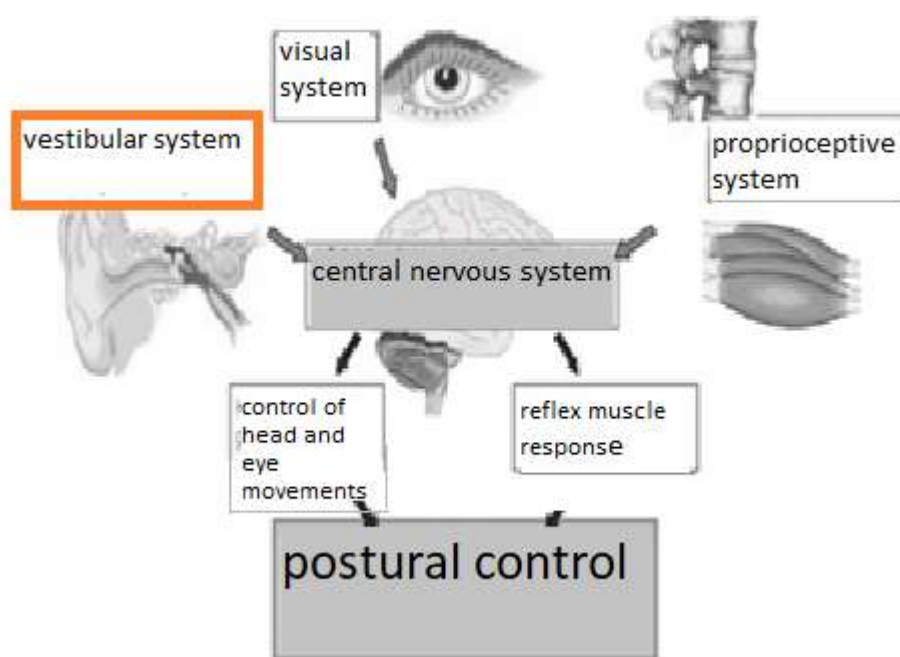 visual
system
vestibular system
proprioceptive
system
central nervous system
control of
head and
eye
movements
reflex muscle
response
postural control